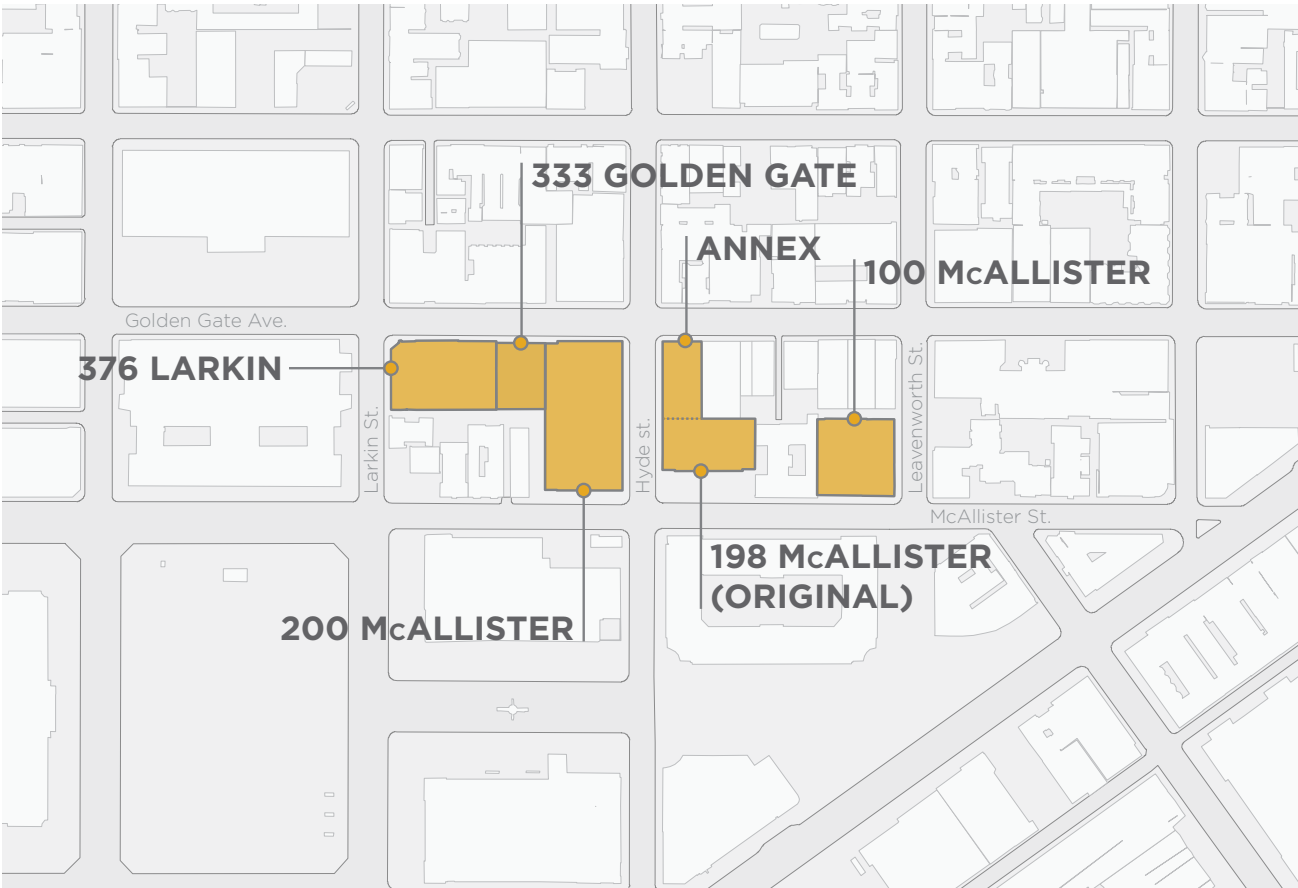 333 GOLDEN GATE
ANNEX
100 McALLISTER
Golden Gate Ave.
376 LARKIN
Larkin St.
Hyde st.
Leavenworth St.
McAllister St.
198 McALLISTER
(ORIGINAL)
200 McALLISTER